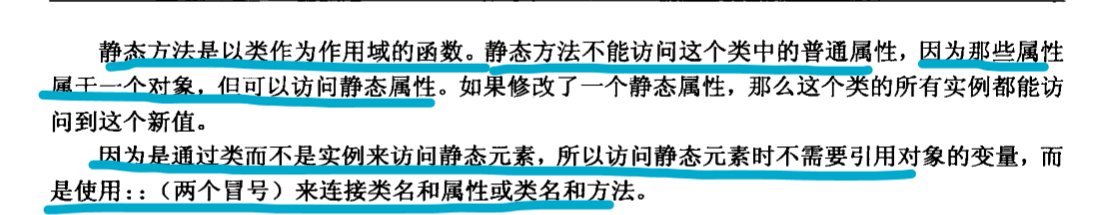 静态方法是以类作为作用域的函数。静态方法不能访问这个类中的普通属性，因为那些属性
属于一个对象，但可以访问静态属性。如果修改了一个静态属性，那么这个类的所有实例都能访
问到这个新值。
因为是通过类而不是实例来访问静态元素，所以访问静态元素时不需要引用对象的变量，而
是使用::（两个冒号）来连接类名和属性或类名和方法。